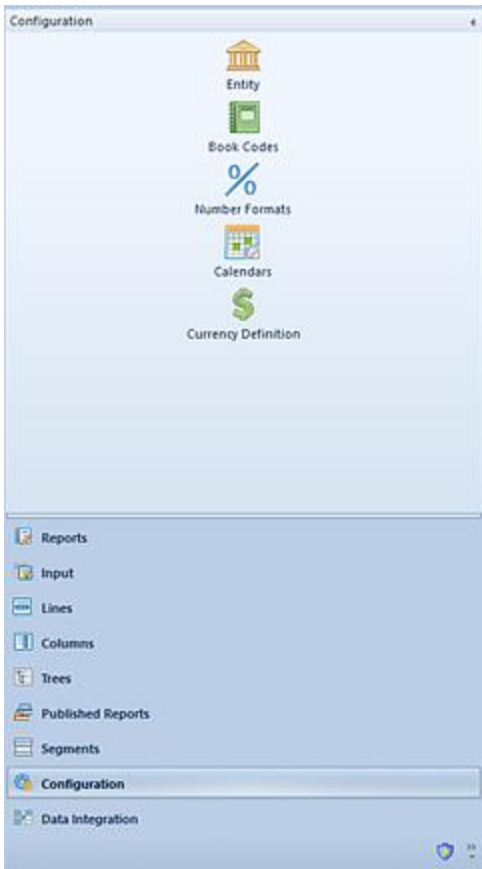 Configuration
Entity
Book Codes
Number Formats
Calendars
Currency Definition
Reports
Input
Lines
Columns
Trees
Published Reports
Segments
Configuration
Data Integration